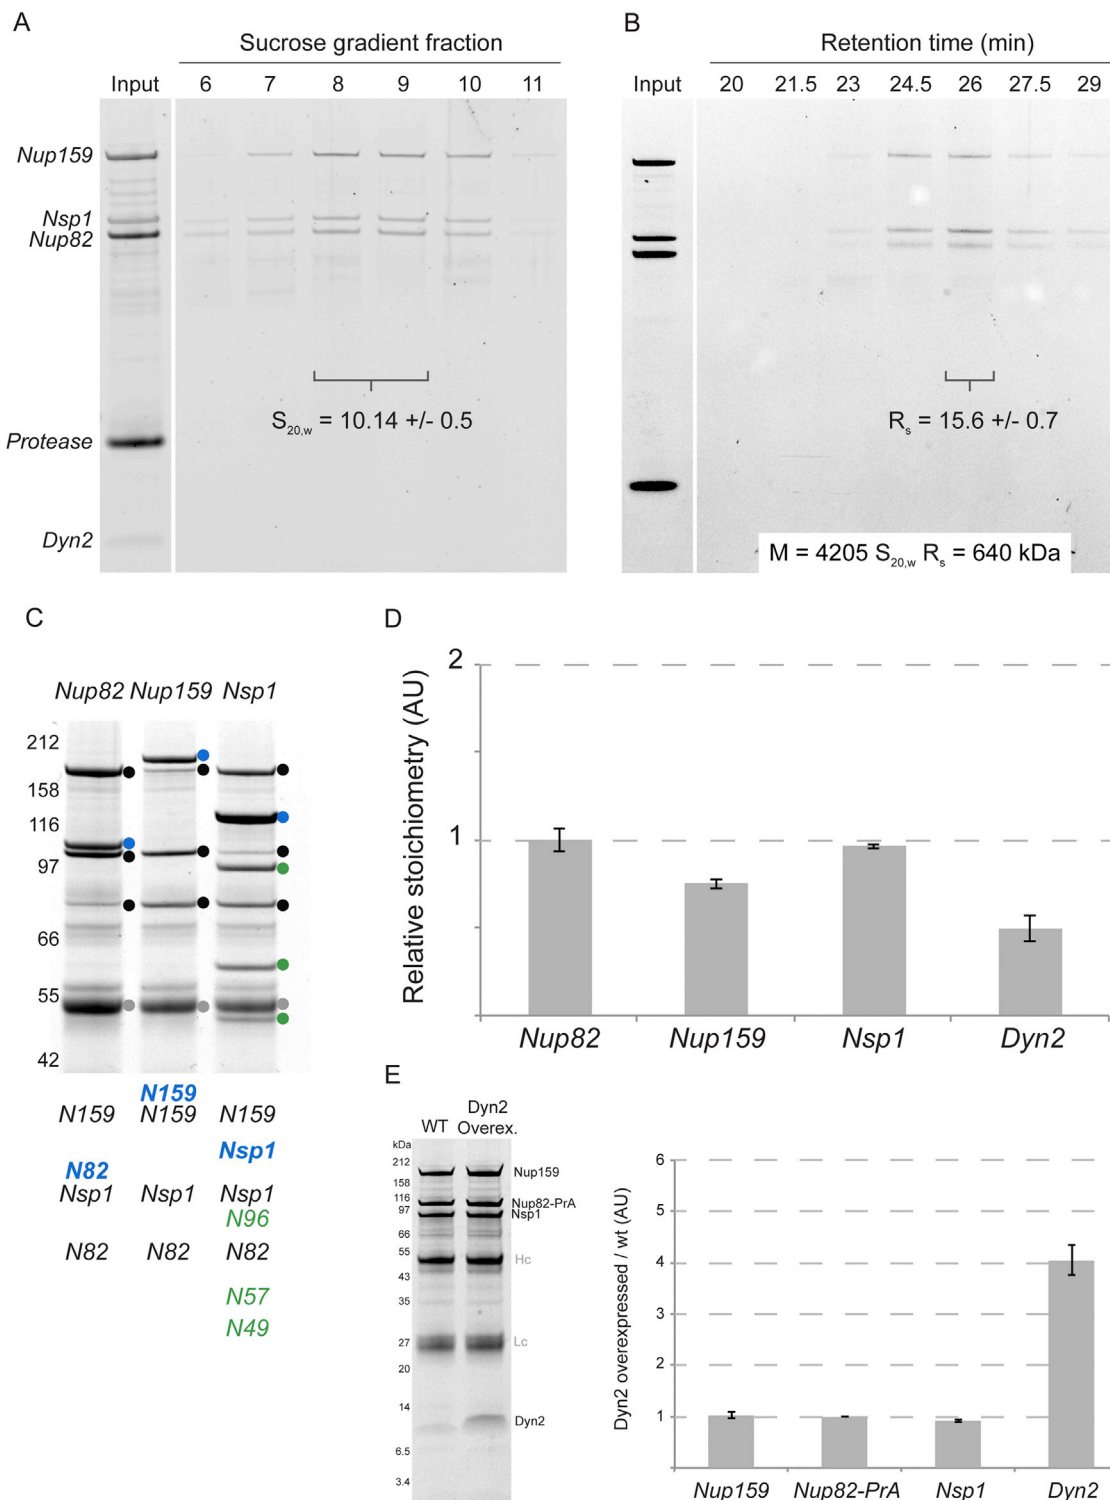 A
Sucrose gradient fraction
Input 6 7 8 9 10 11
Nup159
Nsp1
Nup82
S20,w = 10.14 +/- 0.5
Protease
Dyn2
B
Retention time (min)
Input 20 21.5 23 24.5 26 27.5 29
Rs = 15.6 +/- 0.7
M = 4205 S20,w Rs = 640 kDa
C
Nup82 Nup159 Nsp1
212
158
116
97
66
55
42
N159
N159 N159 N159
Nsp1
N82
Nsp1 Nsp1 Nsp1
N96
N82 N82 N82
N57
N49
D
Relative stoichiometry (AU)
2
1
Nup82 Nup159 Nsp1 Dyn2
E
WT Dyn2 Overex.
kDa
212
158
116
97
66
55
43
35
27
20
14
6.5
3.4
Nup159
Nup82-PrA
Nsp1
Hc
Lc
Dyn2
Dyn2 overexpressed / wt (AU)
6
5
4
3
2
1
Nup159 Nup82-PrA Nsp1 Dyn2